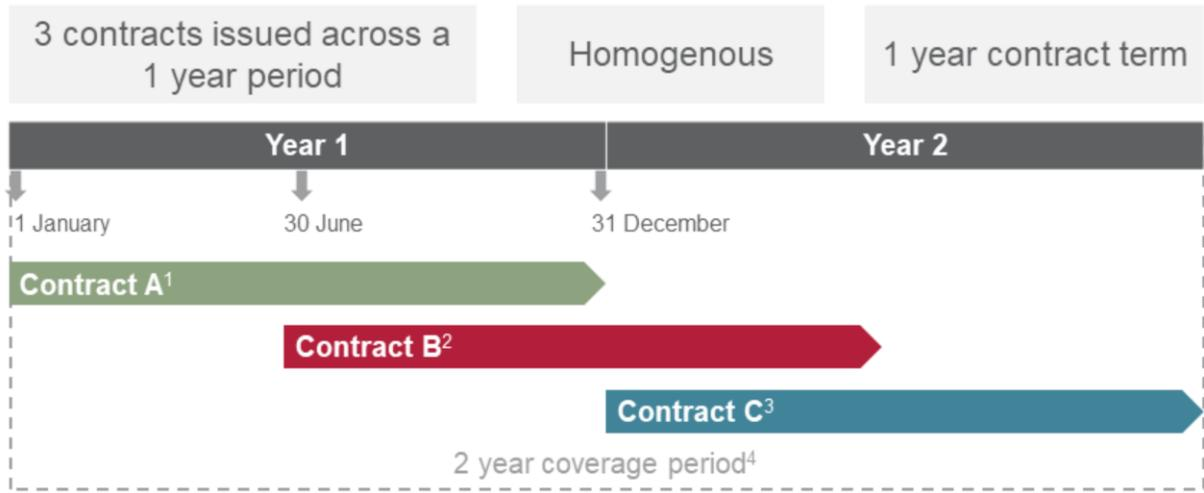 3 contracts issued across a
1 year period
Homogenous
1 year contract term
Year 1
Year 2
1 January
30 June
31 December
Contract A¹
Contract B²
Contract C³
2 year coverage period⁴